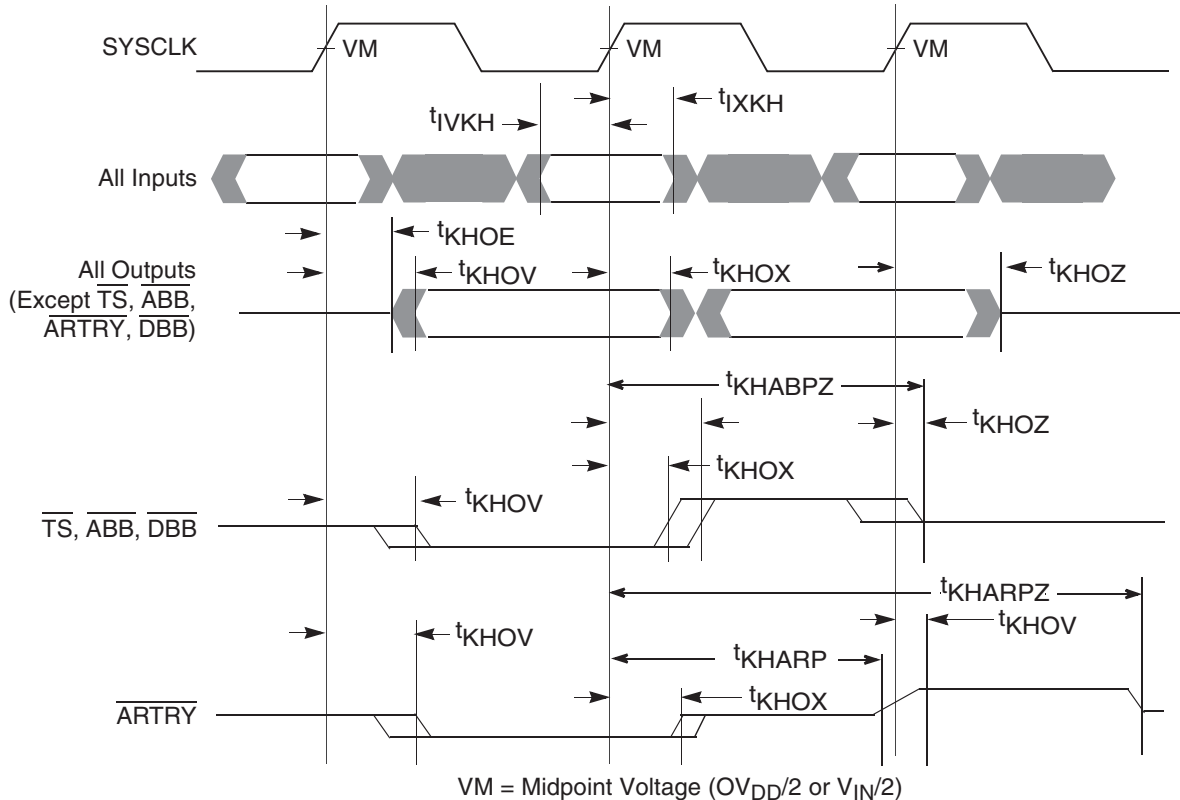 SYSCLK
VM
VM
VM
tIVKH
tIXKH
All Inputs
tKHOE
All Outputs
(Except TS, ABB,
ARTRY, DBB)
tKHOV
tKHOX
tKHOZ
tKHABPZ
tKHOZ
tKHOX
tKHOV
TS, ABB, DBB
tKHARPZ
tKHOV
tKHOV
tKHARP
tKHOX
ARTRY
VM = Midpoint Voltage (OVDD/2 or VIN/2)